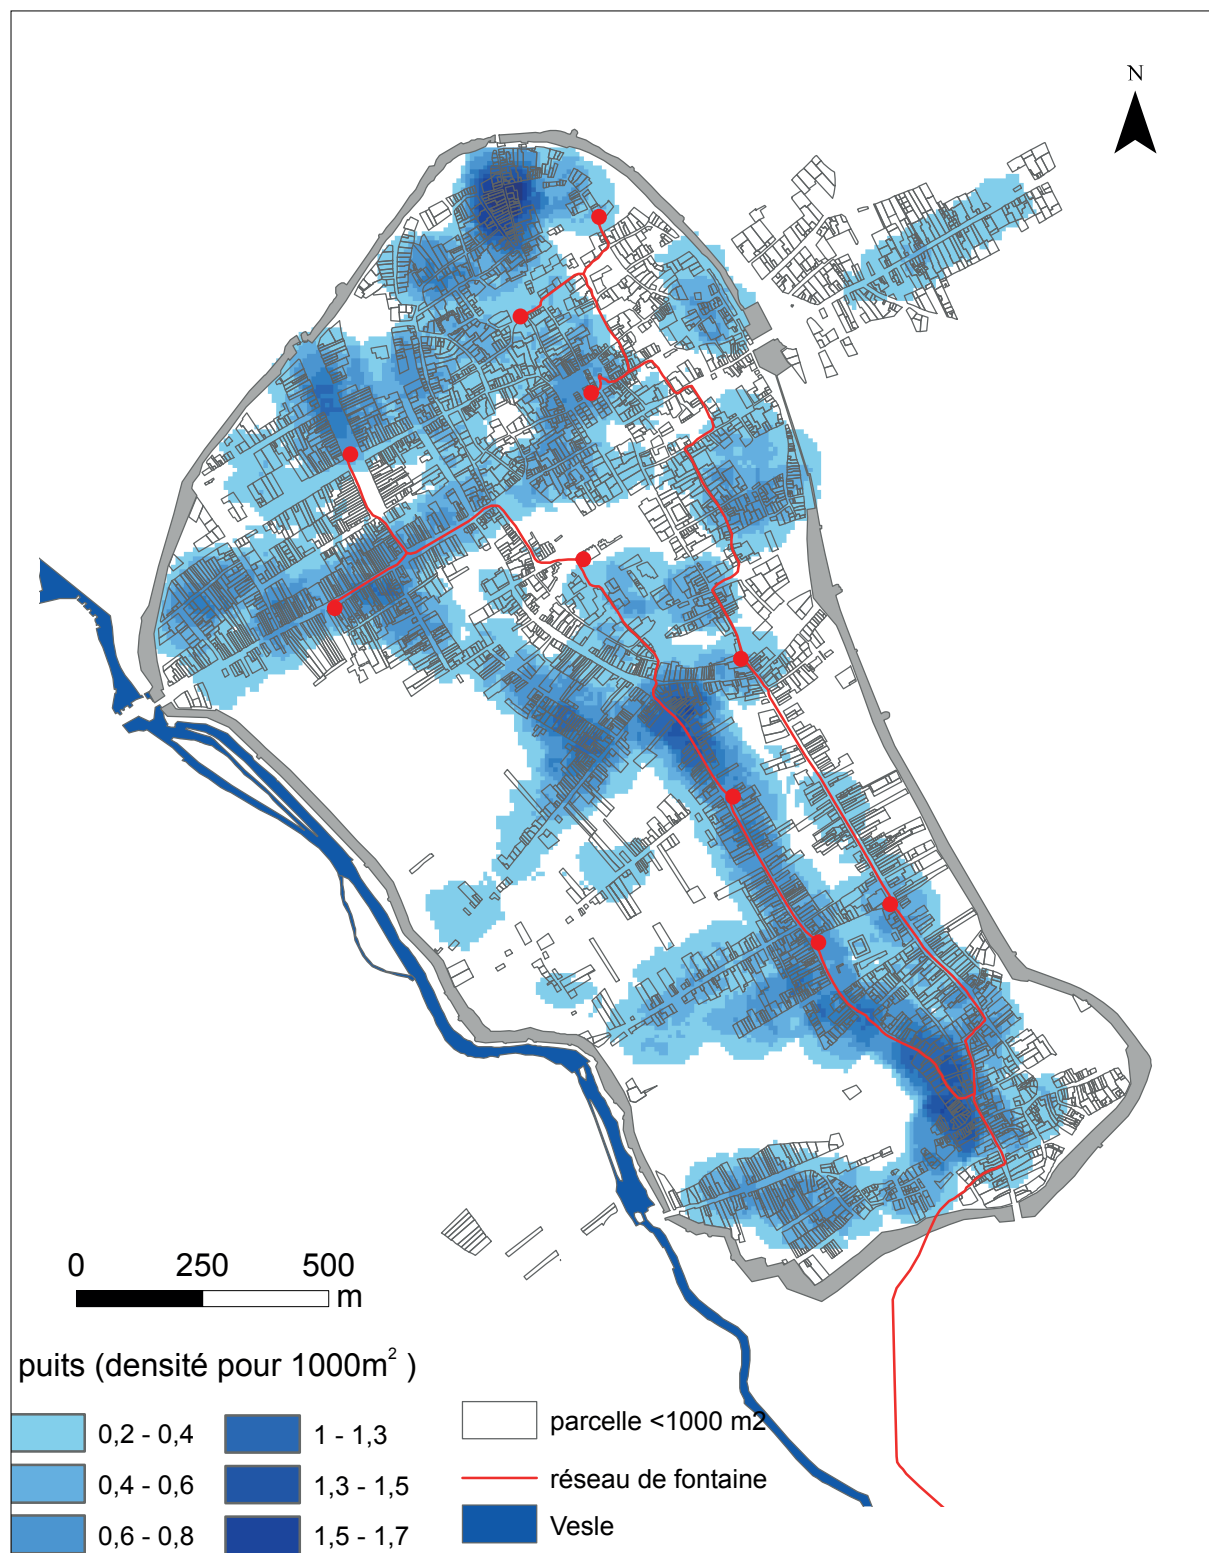 N
0 250 500
m
puits (densité pour 1000m²)
0,2 - 0,4
0,4 - 0,6
0,6 - 0,8
1 - 1,3
1,3 - 1,5
1,5 - 1,7
parcelle <1000 m2
réseau de fontaine
Vesle